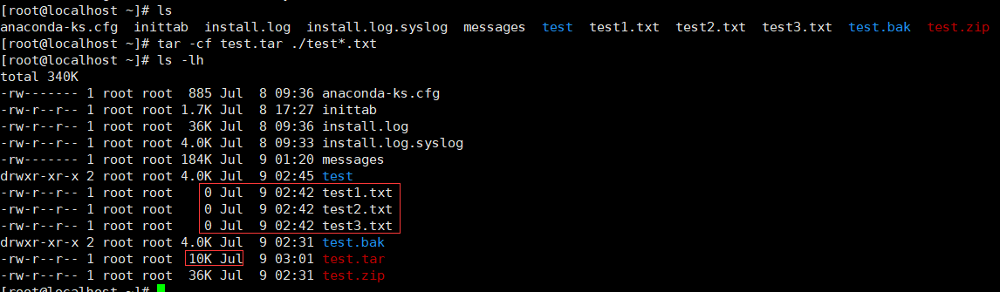 [root@localhost ~]# ls
anaconda-ks.cfg  inittab  install.log  install.log.syslog  messages  test  test1.txt  test2.txt  test3.txt  test.bak  test.zip
[root@localhost ~]# tar -cf test.tar ./test*.txt
[root@localhost ~]# ls -lh
total 340K
-rw------- 1 root root  885 Jul  8 09:36 anaconda-ks.cfg
-rw-r--r-- 1 root root 1.7K Jul  8 17:27 inittab
-rw-r--r-- 1 root root  36K Jul  8 09:36 install.log
-rw-r--r-- 1 root root 4.0K Jul  8 09:33 install.log.syslog
-rw------- 1 root root 184K Jul  9 01:20 messages
drwxr-xr-x 2 root root 4.0K Jul  9 02:45 test
-rw-r--r-- 1 root root    0 Jul  9 02:42 test1.txt
-rw-r--r-- 1 root root    0 Jul  9 02:42 test2.txt
-rw-r--r-- 1 root root    0 Jul  9 02:42 test3.txt
drwxr-xr-x 2 root root 4.0K Jul  9 02:31 test.bak
-rw-r--r-- 1 root root  10K Jul  9 03:01 test.tar
-rw-r--r-- 1 root root  36K Jul  9 02:31 test.zip
[root@localhost ~]#